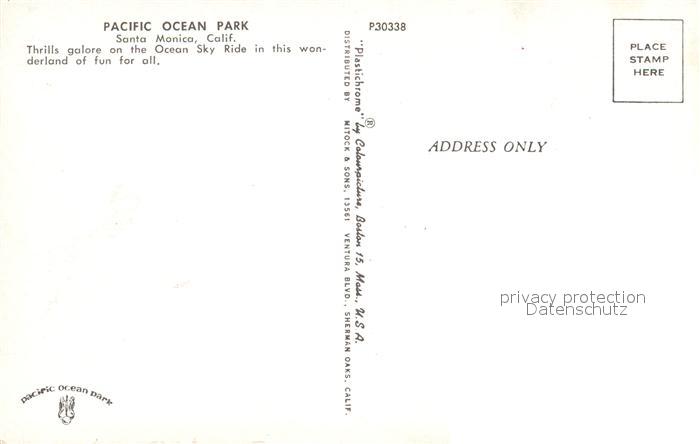 PACIFIC OCEAN PARK
Santa Monica, Calif.
Thrills galore on the Ocean Sky Ride in this won-
derland of fun for all.
pacific ocean park
P30338
"Plastichrome"® by Colourpicture, Boston 15, Mass., U.S.A.
DISTRIBUTED BY MITOCK & SONS, 13561 VENTURA BLVD., SHERMAN OAKS, CALIF.
PLACE
STAMP
HERE
ADDRESS ONLY
privacy protection
Datenschutz